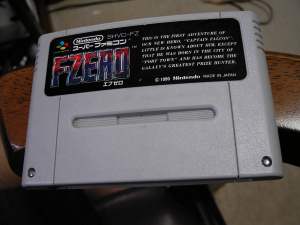 Nintendo SHVC-FZ
スーパーファミコン
F-ZERO
エフゼロ
THIS IS THE FIRST ADVENTURE OF
OUR NEW HERO, "CAPTAIN FALCON"
LITTLE IS KNOWN ABOUT HER EXCEPT
THAT HE WAS BORN IN THE CITY OF
"PORT TOWN" AND HAS BECOME THE
GALAXY'S GREATEST PRIZE HUNTER.
© 1990 Nintendo MADE IN JAPAN